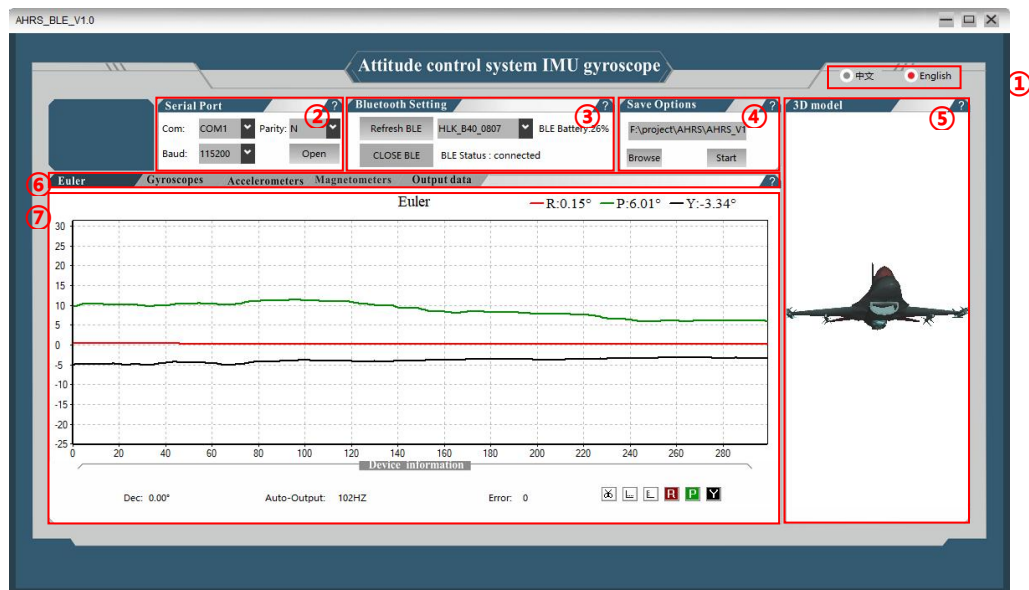 AHRS_BLE_V1.0
Attitude control system IMU gyroscope
中文 English
①
Serial Port ?
②
Com: COM1 Parity: N
Baud: 115200 Open
Bluetooth Setting ?
③
Refresh BLE HLK_B40_0807 BLE Battery:26%
CLOSE BLE BLE Status : connected
Save Options ?
④
F:\project\AHRS\AHRS_V1
Browse Start
3D model ?
⑤
⑥
Euler Gyroscopes Accelerometers Magnetometers Output data ?
⑦
Euler R:0.15° P:6.01° Y:-3.34°
30
25
20
15
10
5
0
-5
-10
-15
-20
-25
0 20 40 60 80 100 120 140 160 180 200 220 240 260 280
Device information
Dec: 0.00° Auto-Output: 102HZ Error: 0 R P Y